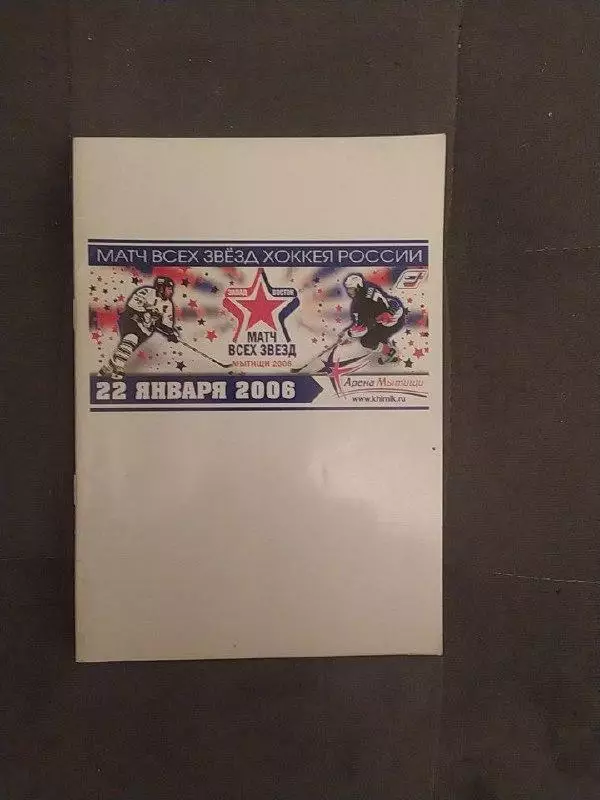 МАТЧ ВСЕХ ЗВЁЗД ХОККЕЯ РОССИИ
ЗАПАД ВОСТОК
МАТЧ
ВСЕХ ЗВЕЗД
МЫТИЩИ 2006
22 ЯНВАРЯ 2006
Арена Мытищи
www.khimik.ru